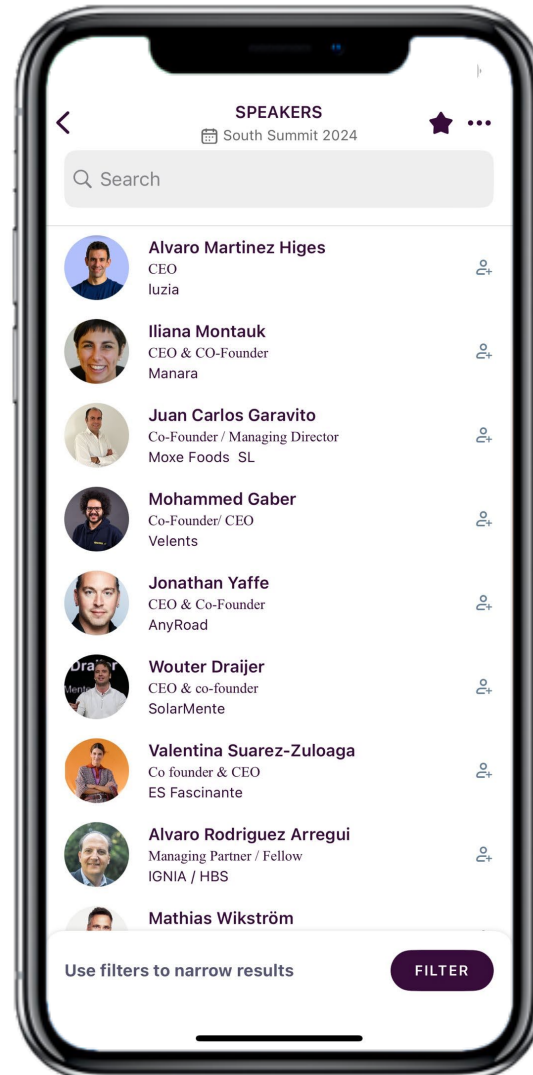 SPEAKERS
South Summit 2024
Search
Alvaro Martinez Higes
CEO
luzia
Iliana Montauk
CEO & CO-Founder
Manara
Juan Carlos Garavito
Co-Founder / Managing Director
Moxe Foods  SL
Mohammed Gaber
Co-Founder/ CEO
Velents
Jonathan Yaffe
CEO & Co-Founder
AnyRoad
Draijer
Mente
Wouter Draijer
CEO & co-founder
SolarMente
Valentina Suarez-Zuloaga
Co founder & CEO
ES Fascinante
Alvaro Rodriguez Arregui
Managing Partner / Fellow
IGNIA / HBS
Mathias Wikström
Use filters to narrow results
FILTER